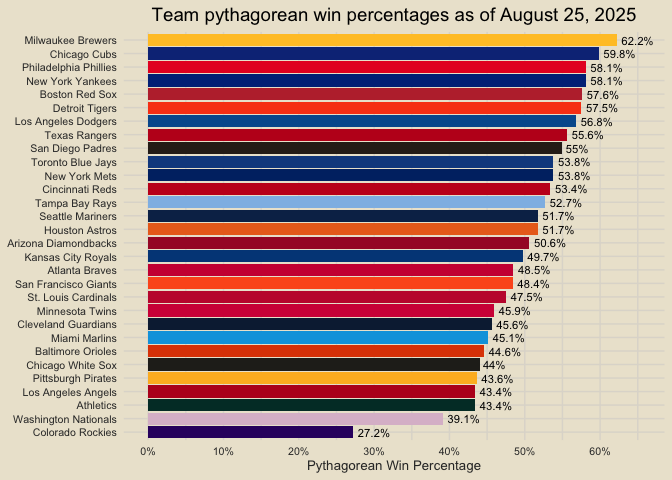 Team pythagorean win percentages as of August 25, 2025
Milwaukee Brewers 62.2%
Chicago Cubs 59.8%
Philadelphia Phillies 58.1%
New York Yankees 58.1%
Boston Red Sox 57.6%
Detroit Tigers 57.5%
Los Angeles Dodgers 56.8%
Texas Rangers 55.6%
San Diego Padres 55%
Toronto Blue Jays 53.8%
New York Mets 53.8%
Cincinnati Reds 53.4%
Tampa Bay Rays 52.7%
Seattle Mariners 51.7%
Houston Astros 51.7%
Arizona Diamondbacks 50.6%
Kansas City Royals 49.7%
Atlanta Braves 48.5%
San Francisco Giants 48.4%
St. Louis Cardinals 47.5%
Minnesota Twins 45.9%
Cleveland Guardians 45.6%
Miami Marlins 45.1%
Baltimore Orioles 44.6%
Chicago White Sox 44%
Pittsburgh Pirates 43.6%
Los Angeles Angels 43.4%
Athletics 43.4%
Washington Nationals 39.1%
Colorado Rockies 27.2%
0% 10% 20% 30% 40% 50% 60%
Pythagorean Win Percentage